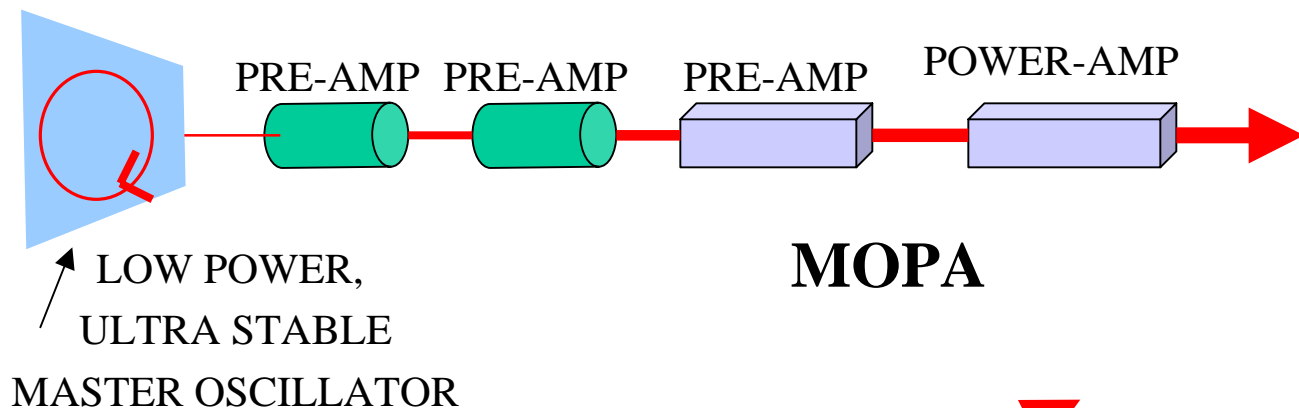 PRE-AMP PRE-AMP PRE-AMP POWER-AMP
MOPA
LOW POWER,
ULTRA STABLE
MASTER OSCILLATOR